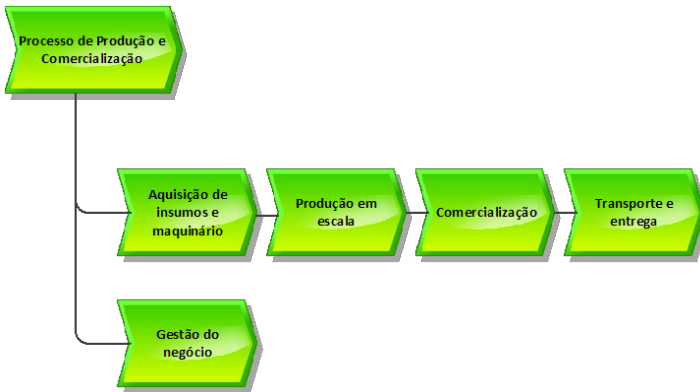 Processo de Produção e
Comercialização
Aquisição de
insumos e
maquinário
Produção em
escala
Comercialização
Transporte e
entrega
Gestão do
negócio